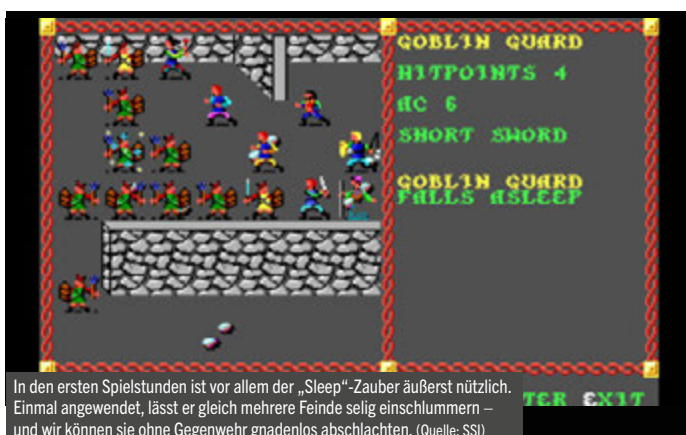 GOBLIN GUARD
HITPOINTS 4
AC 6
SHORT SWORD
GOBLIN GUARD
FALLS ASLEEP
EXIT
In den ersten Spielstunden ist vor allem der „Sleep“-Zauber äußerst nützlich.
Einmal angewendet, lässt er gleich mehrere Feinde selig einschlummern –
und wir können sie ohne Gegenwehr gnadenlos abschlachten. (Quelle: SSI)